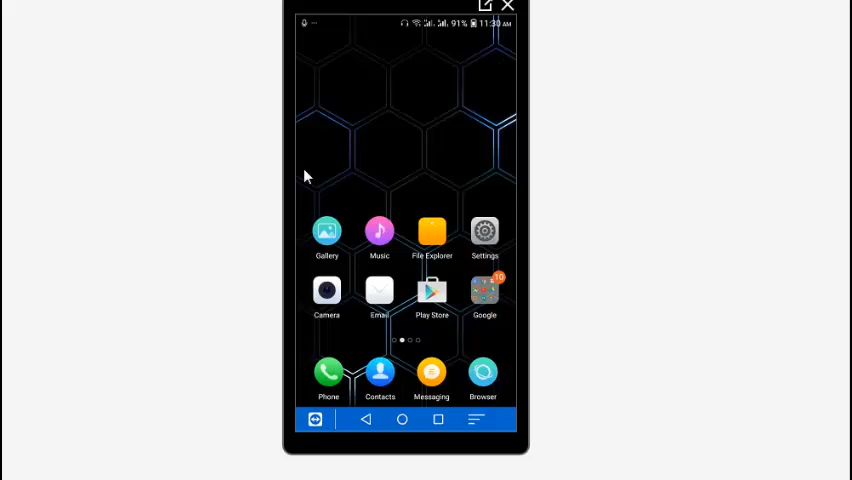 91% 11:30 AM
Gallery Music File Explorer Settings
10
Camera Email Play Store Google
Phone Contacts Messaging Browser